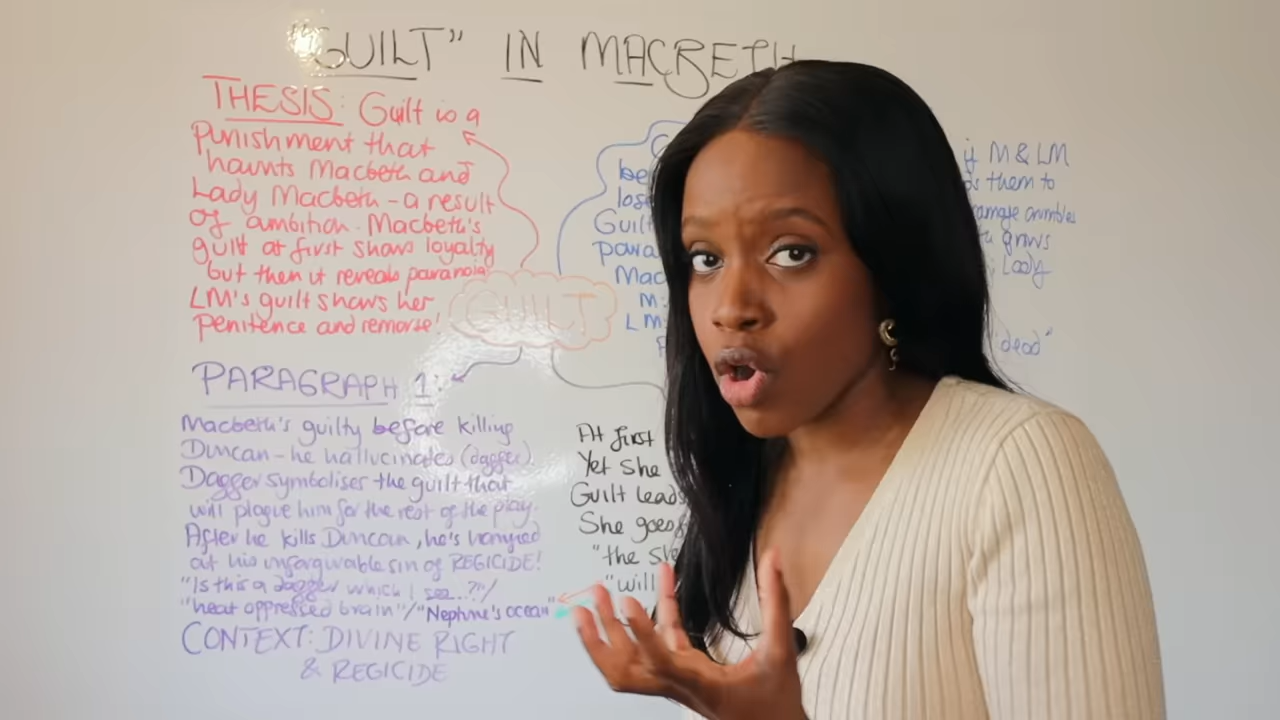 "GUILT" IN MACBETH
THESIS: Guilt is a
punishment that
haunts Macbeth and
Lady Macbeth - a result
of ambition. Macbeth's
guilt at first shows loyalty
but then it reveals paranoia
LM's guilt shows her
penitence and remorse!
GUILT
if M & LM
them to
crumbles
grows
Lady
dead"
Guilt
M:
LM
PARAGRAPH 1:
Macbeth's guilty before killing
Duncan - he hallucinates (dagger).
Dagger symbolises the guilt that
will plague him for the rest of the play.
After he kills Duncan, he's horrified
at his unforgivable sin of REGICIDE!
"Is this a dagger which I see..?"/
"heat oppressed brain"/"Nephne's ocean"
CONTEXT: DIVINE RIGHT
& REGICIDE
At first
Yet she
Guilt leads
She goes
"the
"will